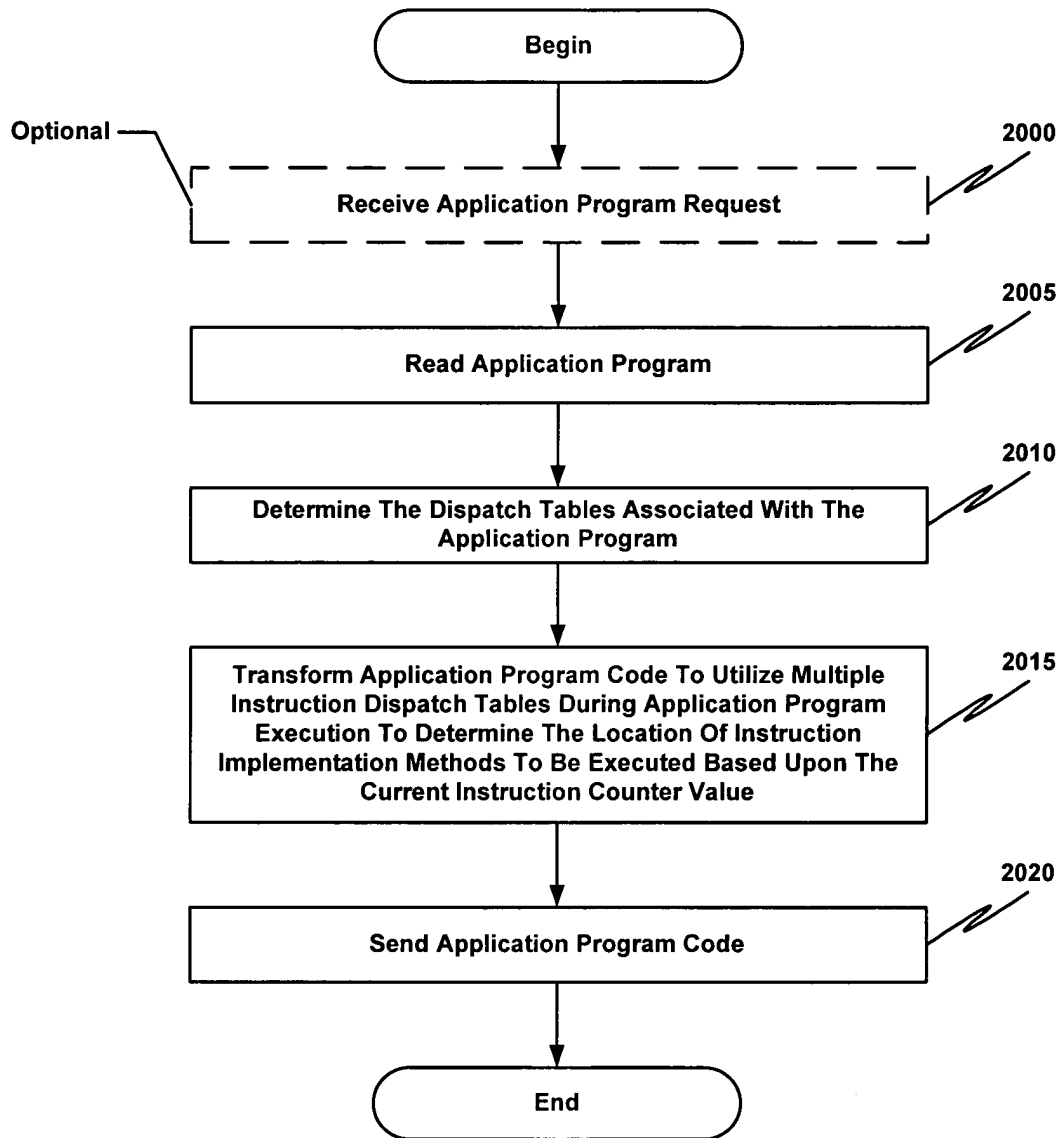 Begin
Optional
2000
Receive Application Program Request
2005
Read Application Program
2010
Determine The Dispatch Tables Associated With The
Application Program
2015
Transform Application Program Code To Utilize Multiple
Instruction Dispatch Tables During Application Program
Execution To Determine The Location Of Instruction
Implementation Methods To Be Executed Based Upon The
Current Instruction Counter Value
2020
Send Application Program Code
End